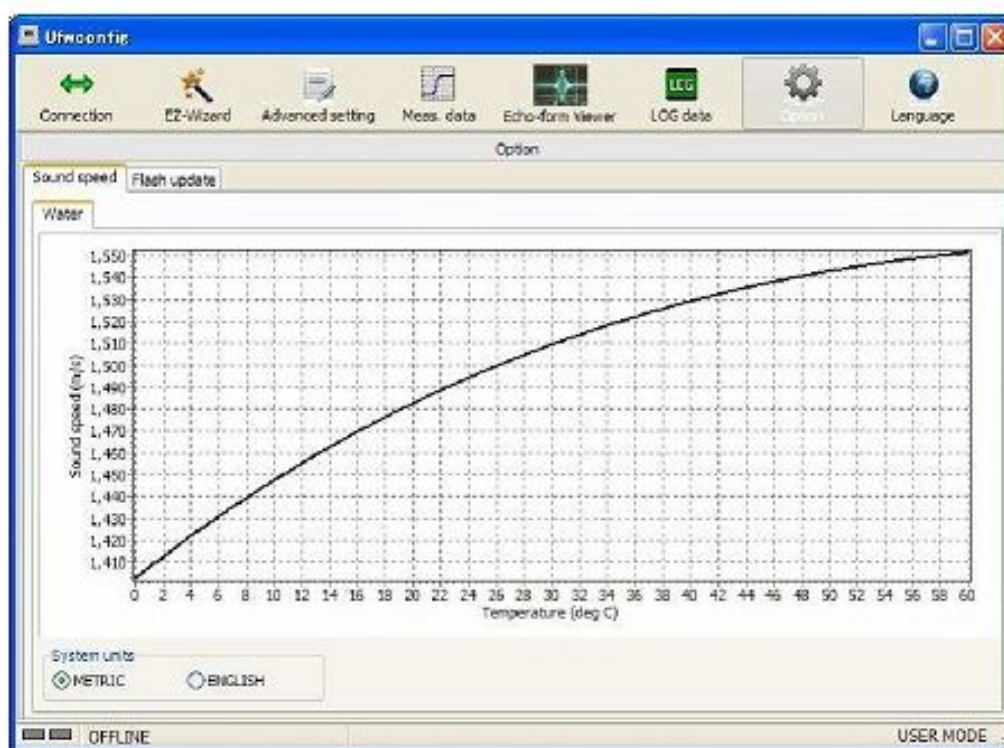 Ufwconfig
Connection EZ-Wizard Advanced setting Meas. data Echo-form Viewer LOG data Option Language
Option
Sound speed Flash update
Water
1,550
1,540
1,530
1,520
1,510
1,500
1,490
1,480
1,470
1,460
1,450
1,440
1,430
1,420
1,410
Sound speed (m/s)
0 2 4 6 8 10 12 14 16 18 20 22 24 26 28 30 32 34 36 38 40 42 44 46 48 50 52 54 56 58 60
Temperature (deg C)
System units
METRIC ENGLISH
OFFLINE USER MODE